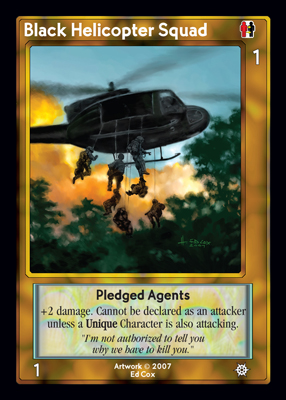 Black Helicopter Squad
1
Pledged Agents
+2 damage. Cannot be declared as an attacker
unless a Unique Character is also attacking.
"I'm not authorized to tell you
why we have to kill you."
1
Artwork © 2007
Ed Cox